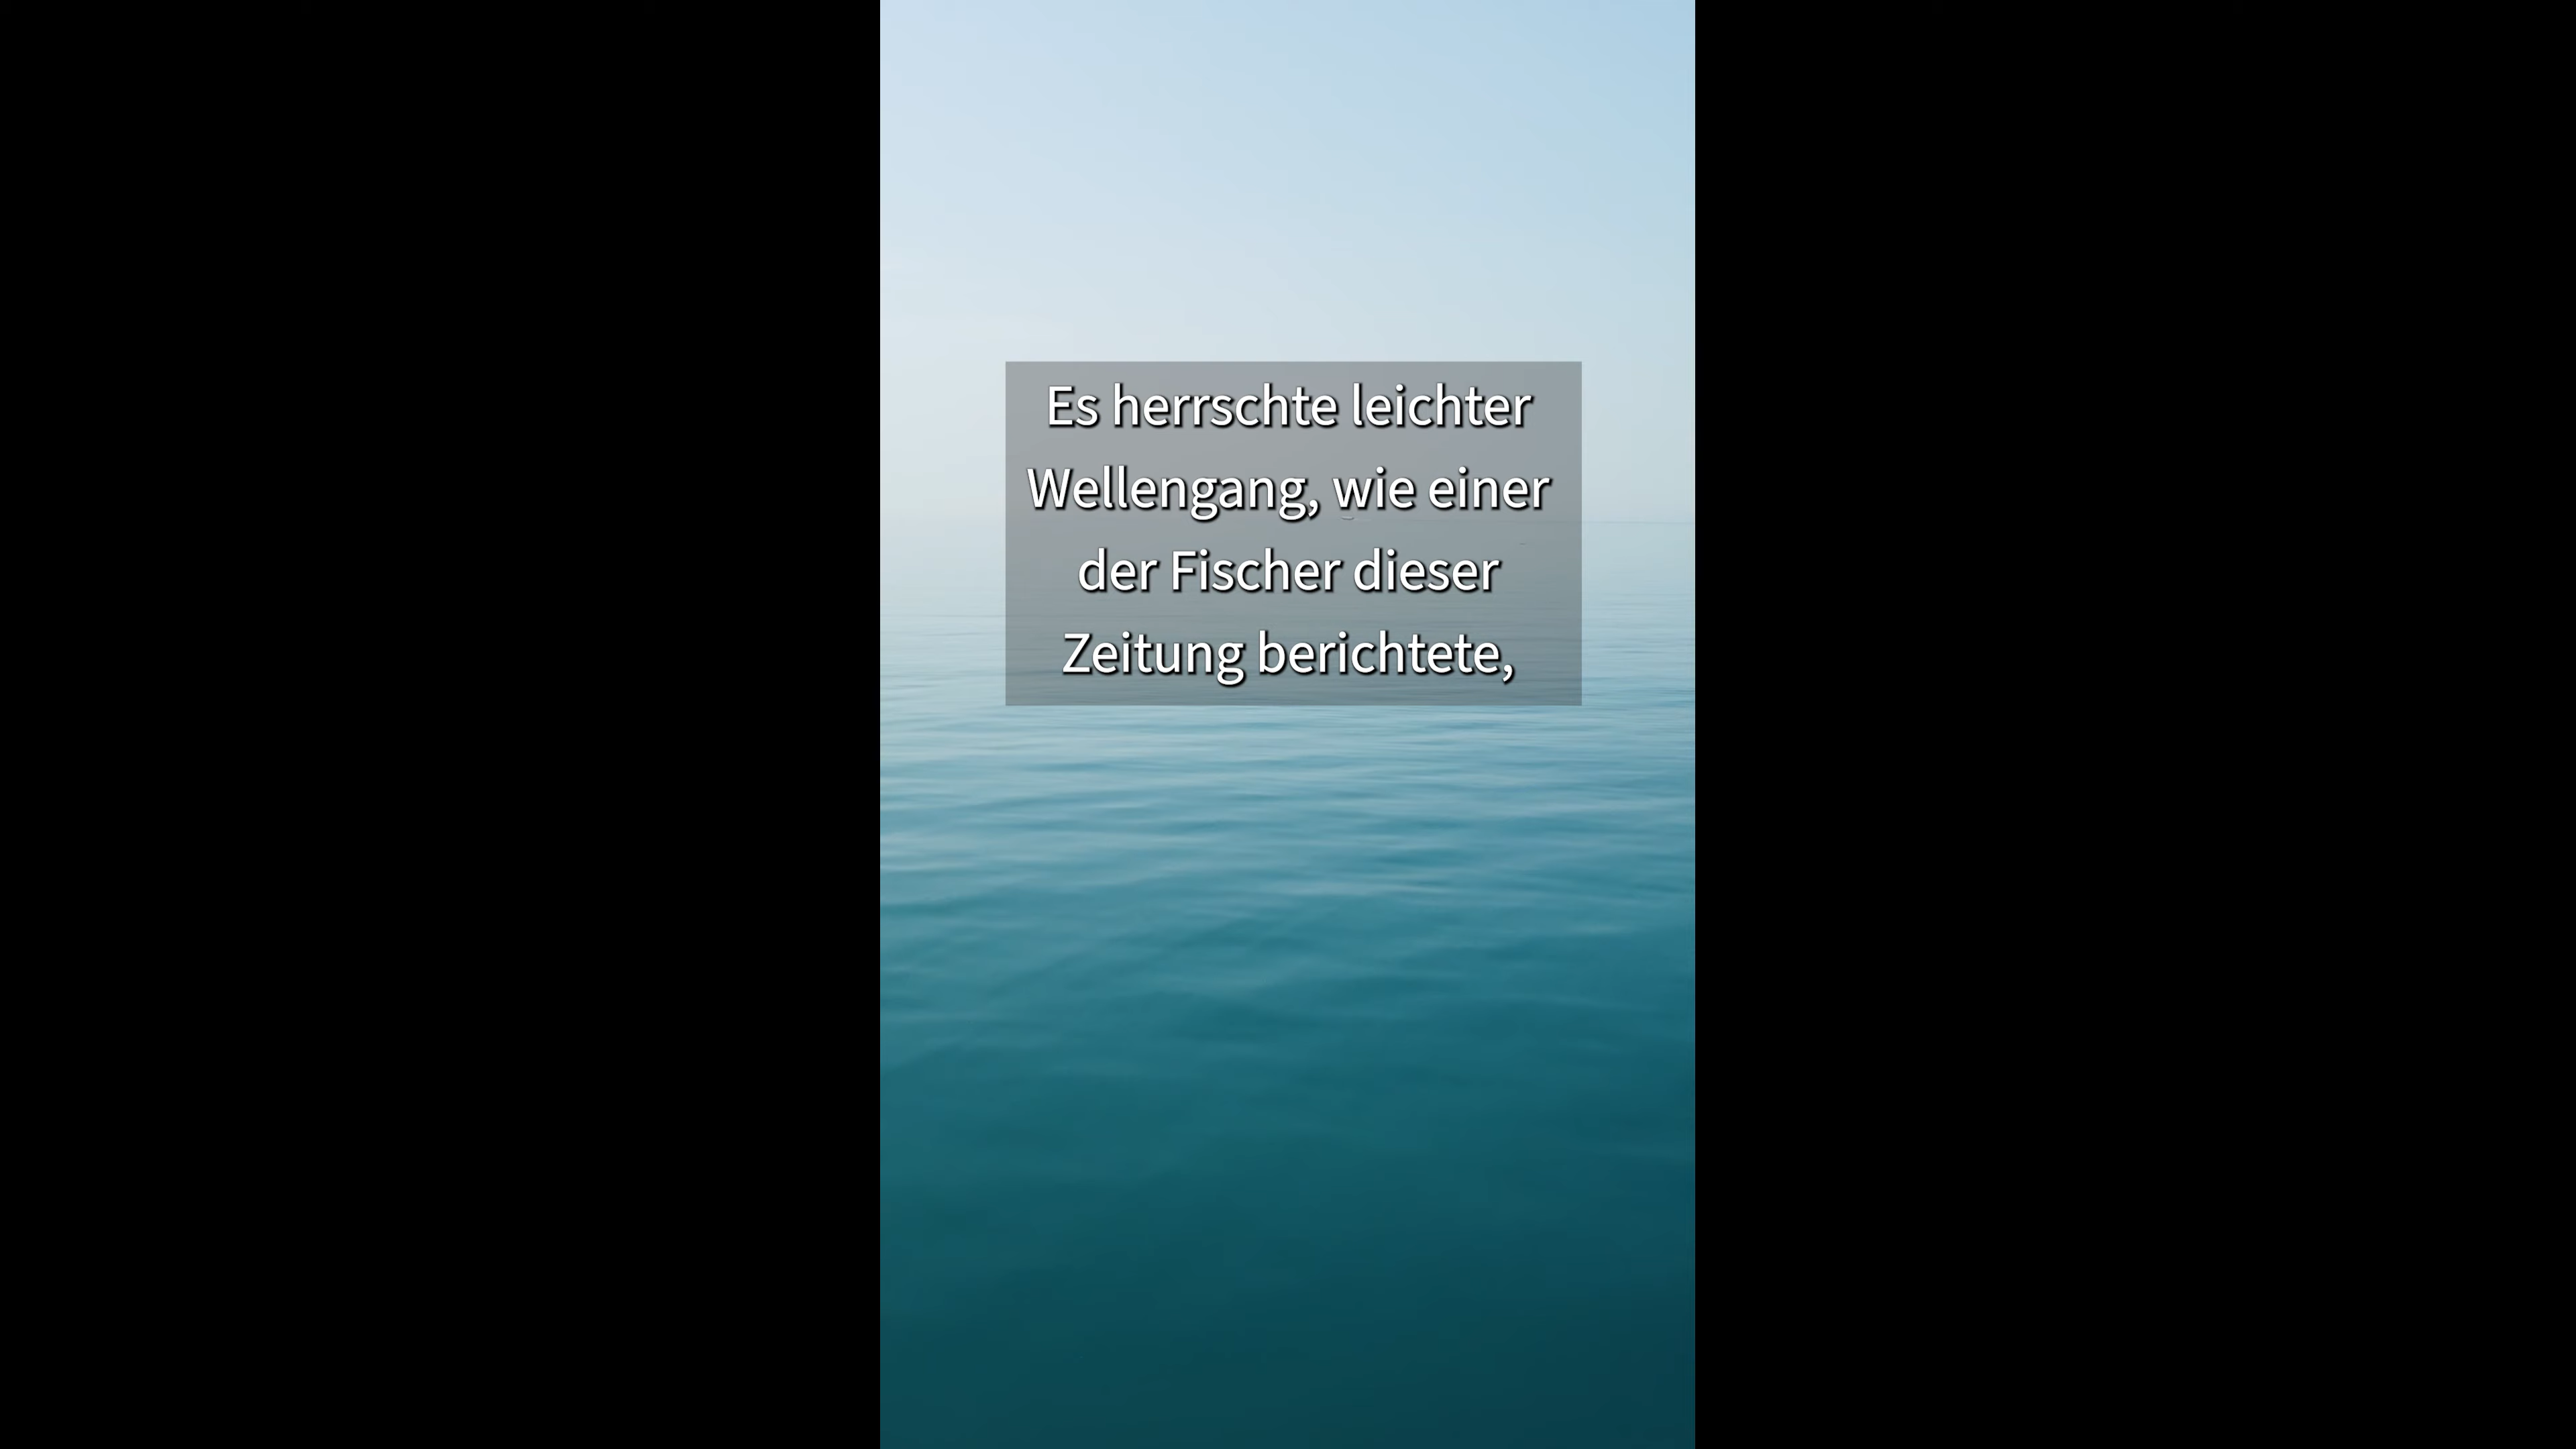 Es herrschte leichter
Wellengang, wie einer
der Fischer dieser
Zeitung berichtete,